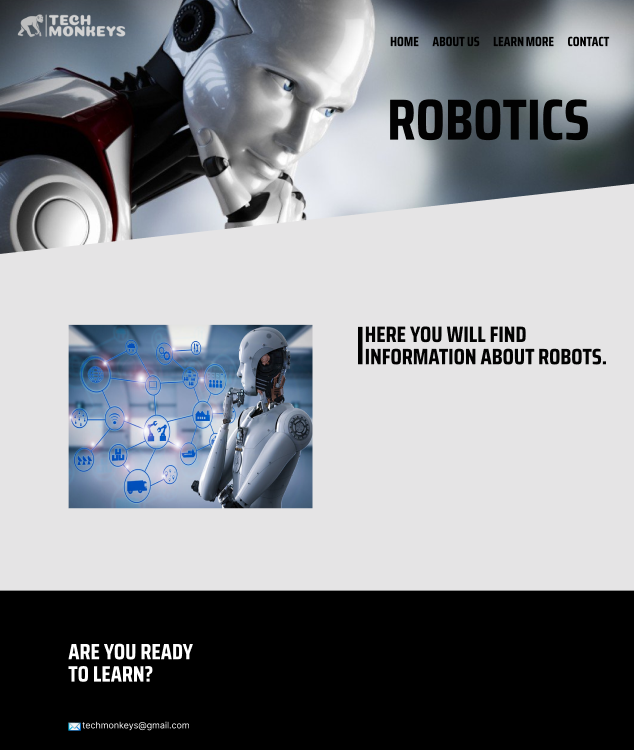 TECH
MONKEYS
HOME ABOUT US LEARN MORE CONTACT
ROBOTICS
HERE YOU WILL FIND
INFORMATION ABOUT ROBOTS.
ARE YOU READY
TO LEARN?
techmonkeys@gmail.com